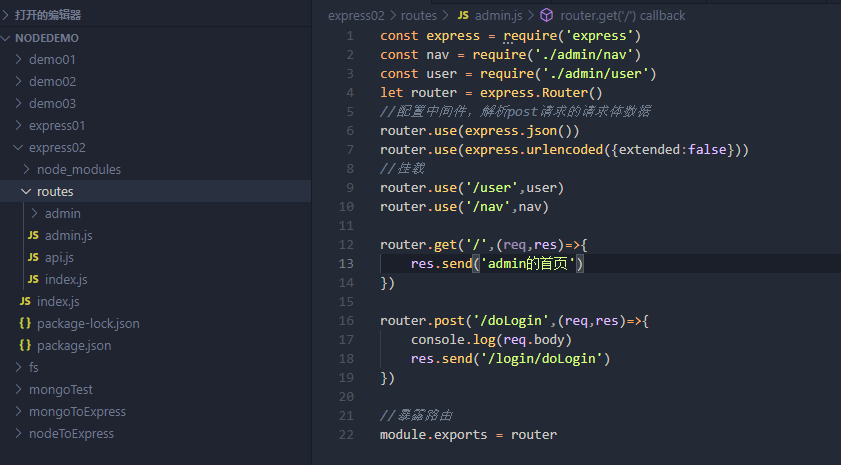 打开的编辑器
NODEDEMO
demo01
demo02
demo03
express01
express02
node_modules
routes
admin
JS admin.js
JS api.js
JS index.js
JS index.js
{} package-lock.json
{} package.json
fs
mongoTest
mongoToExpress
nodeToExpress
express02 > routes > JS admin.js > router.get('/') callback
1 const express = require('express')
2 const nav = require('./admin/nav')
3 const user = require('./admin/user')
4 let router = express.Router()
5 //配置中间件，解析post请求的请求体数据
6 router.use(express.json())
7 router.use(express.urlencoded({extended:false}))
8 //挂载
9 router.use('/user',user)
10 router.use('/nav',nav)
11
12 router.get('/',(req,res)=>{
13 res.send('admin的首页')
14 })
15
16 router.post('/doLogin',(req,res)=>{
17 console.log(req.body)
18 res.send('/login/doLogin')
19 })
20
21 //暴露路由
22 module.exports = router